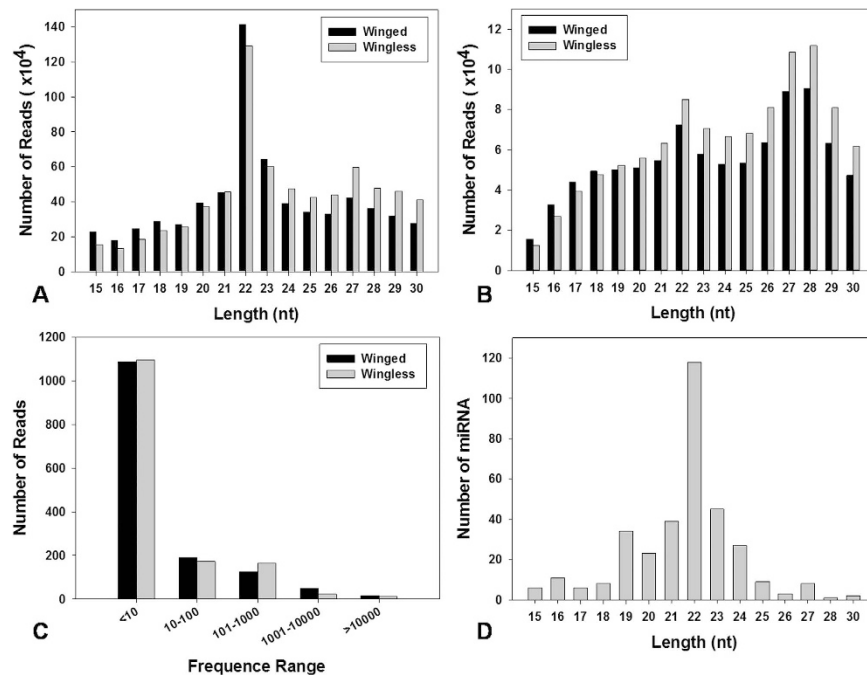 Number of Reads ( x10⁴)
140
120
100
80
60
40
20
0
Winged
Wingless
15 16 17 18 19 20 21 22 23 24 25 26 27 28 29 30
A
Length (nt)
Number of Reads ( x10⁴)
12
10
8
6
4
2
0
Winged
Wingless
15 16 17 18 19 20 21 22 23 24 25 26 27 28 29 30
B
Length (nt)
Number of Reads
1200
1000
800
600
400
200
0
Winged
Wingless
<10 10-100 101-1000 1001-10000 >10000
C
Frequence Range
Number of miRNA
120
100
80
60
40
20
0
15 16 17 18 19 20 21 22 23 24 25 26 27 28 30
D
Length (nt)